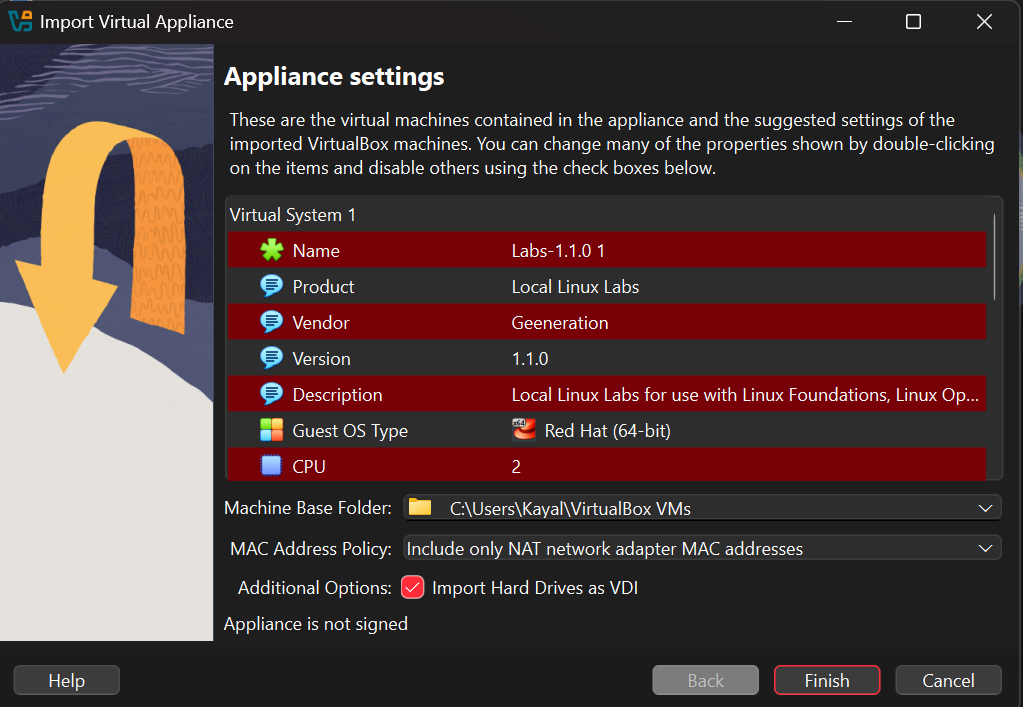 Import Virtual Appliance
Appliance settings
These are the virtual machines contained in the appliance and the suggested settings of the
imported VirtualBox machines. You can change many of the properties shown by double-clicking
on the items and disable others using the check boxes below.
Virtual System 1
Name Labs-1.1.0 1
Product Local Linux Labs
Vendor Geeneration
Version 1.1.0
Description Local Linux Labs for use with Linux Foundations, Linux Op...
Guest OS Type x64 Red Hat (64-bit)
CPU 2
Machine Base Folder: C:\Users\Kayal\VirtualBox VMs
MAC Address Policy: Include only NAT network adapter MAC addresses
Additional Options: Import Hard Drives as VDI
Appliance is not signed
Help Back Finish Cancel